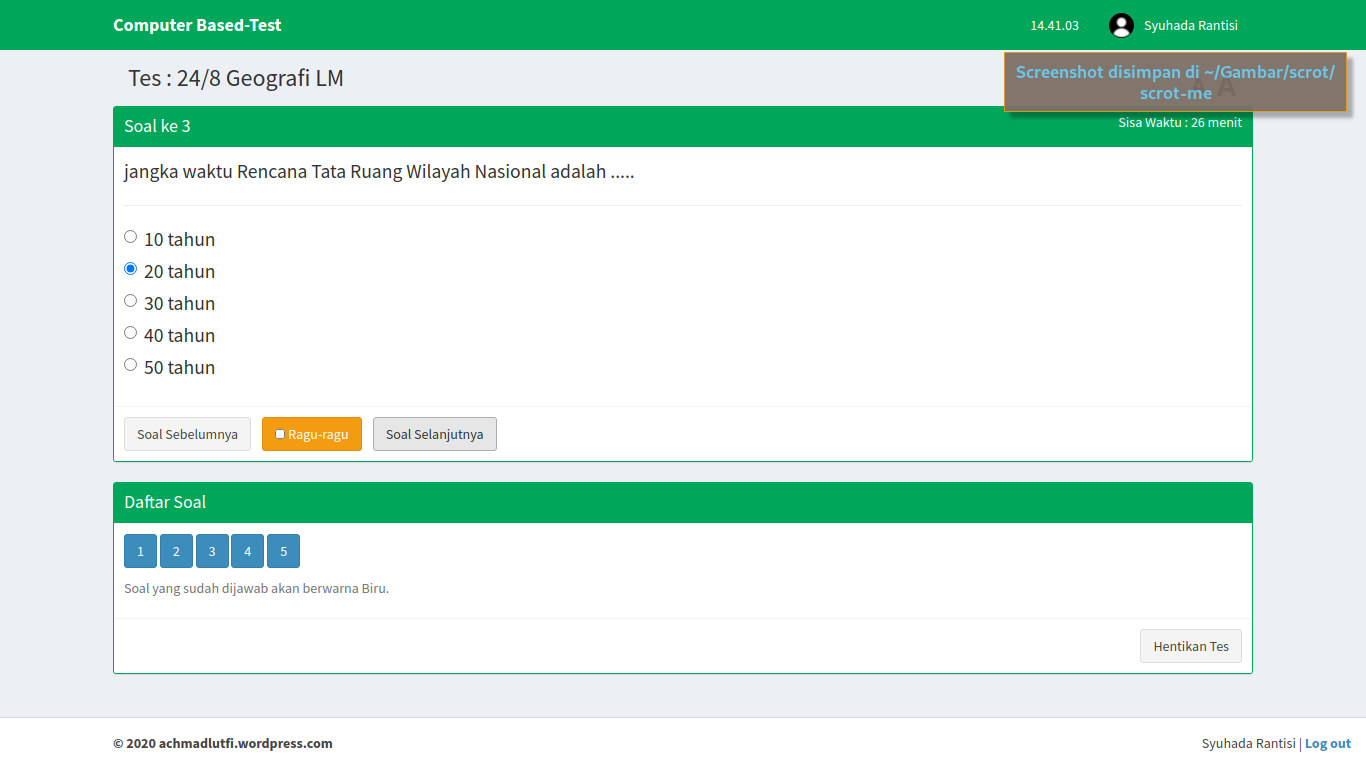 Computer Based-Test
14.41.03
Syuhada Rantisi
Tes : 24/8 Geografi LM
Screenshot disimpan di ~/Gambar/scrot/
scrot-me
A
Soal ke 3
Sisa Waktu : 26 menit
jangka waktu Rencana Tata Ruang Wilayah Nasional adalah .....
10 tahun
20 tahun
30 tahun
40 tahun
50 tahun
Soal Sebelumnya
Ragu-ragu
Soal Selanjutnya
Daftar Soal
1 2 3 4 5
Soal yang sudah dijawab akan berwarna Biru.
Hentikan Tes
© 2020 achmadlutfi.wordpress.com
Syuhada Rantisi | Log out